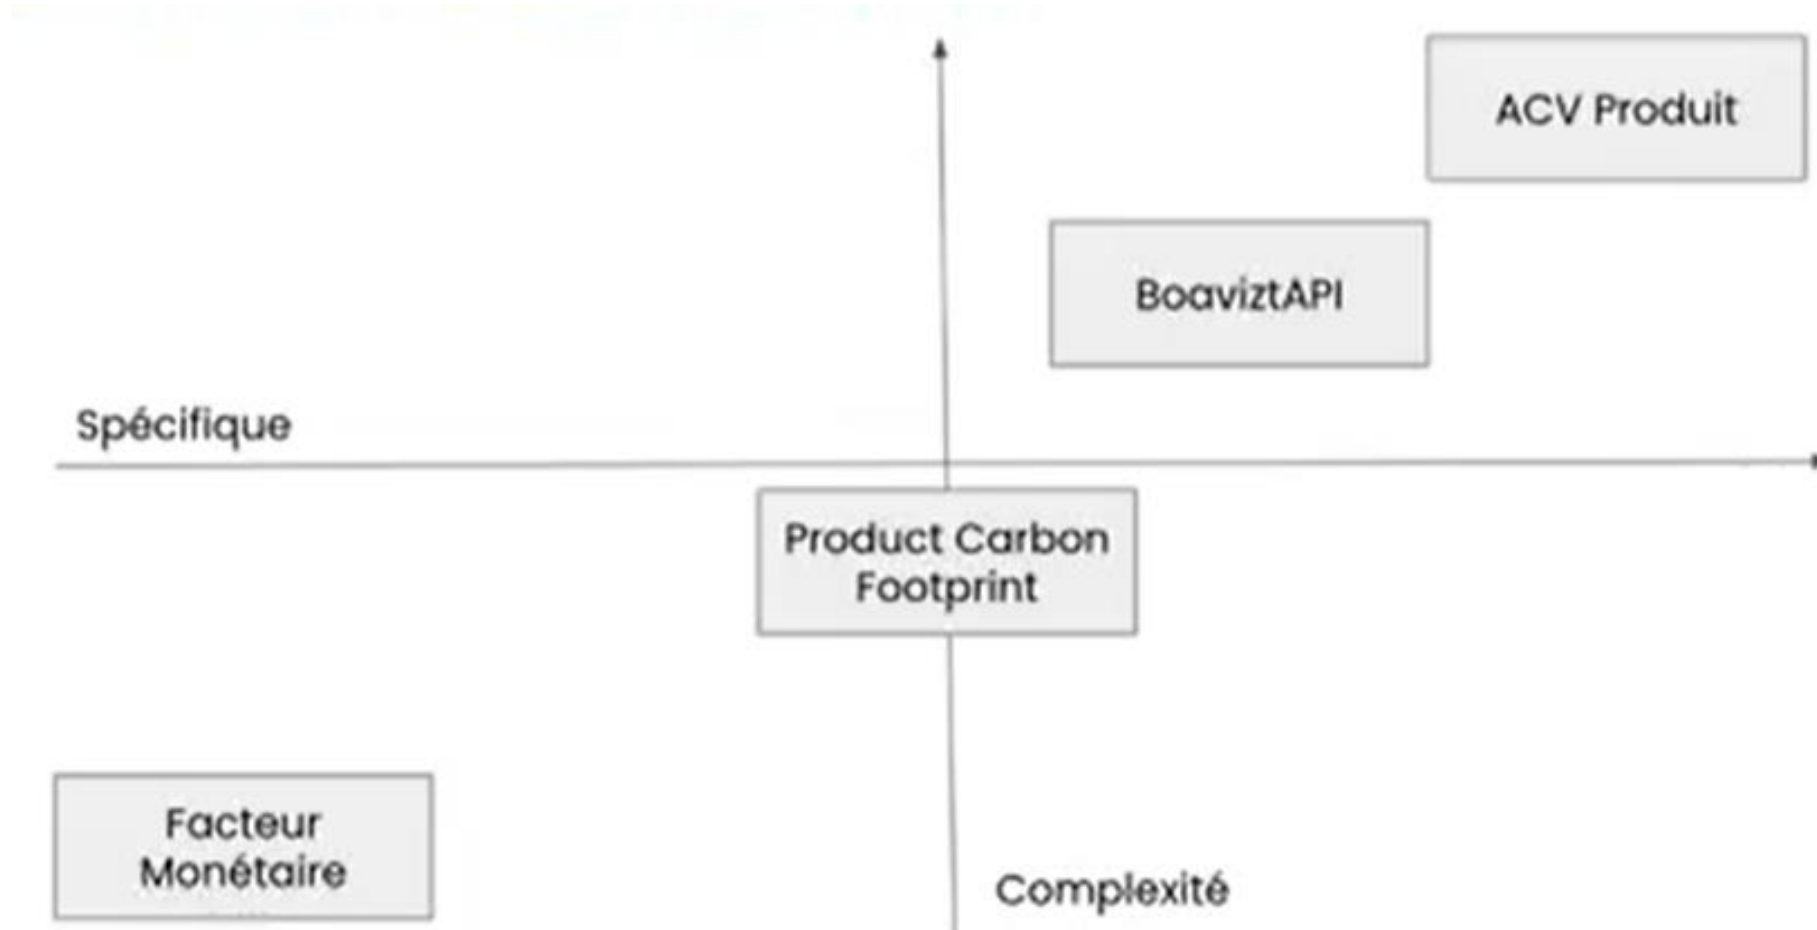 ACV Produit
BoaviztAPI
Spécifique
Product Carbon
Footprint
Facteur
Monétaire
Complexité